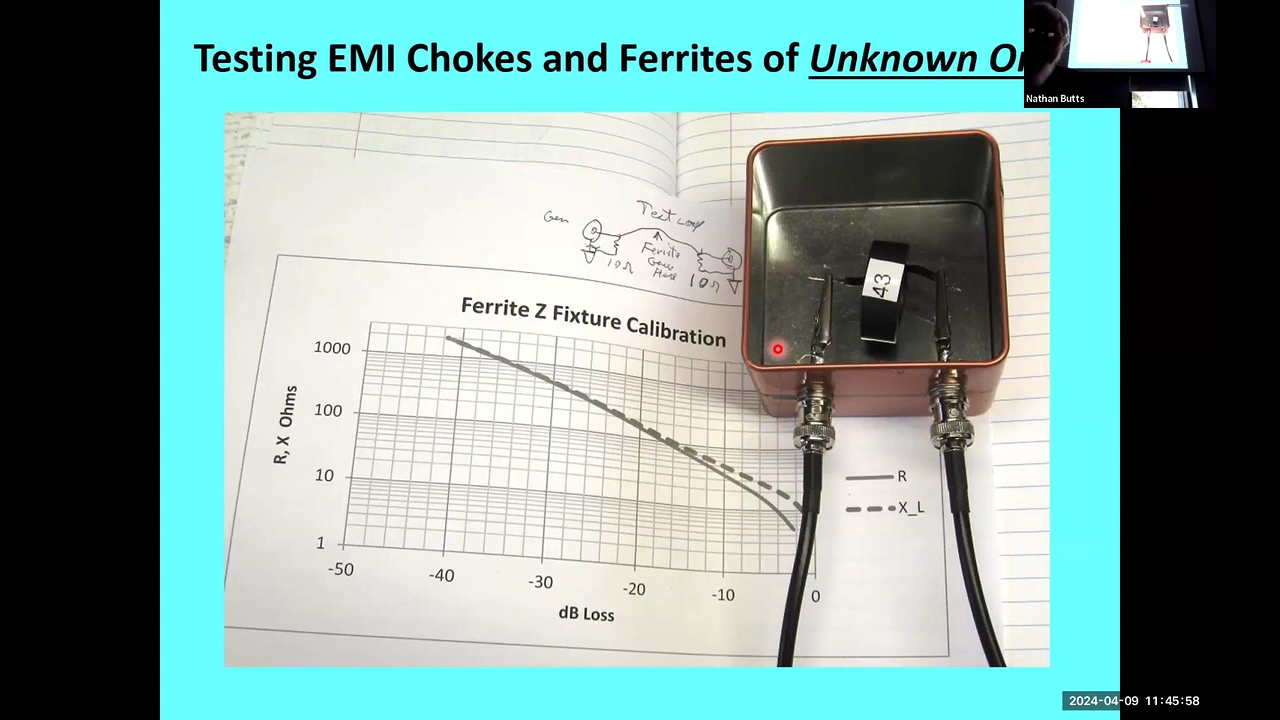 Testing EMI Chokes and Ferrites of Unknown
Nathan Butts
Gen
Test Loop
Ferrite
Goes
Here
10Ω
10Ω
43
Ferrite Z Fixture Calibration
1000
100
10
1
R, X Ohms
-50
-40
-30
-20
-10
0
dB Loss
R
X_L
2024-04-09 11:45:58